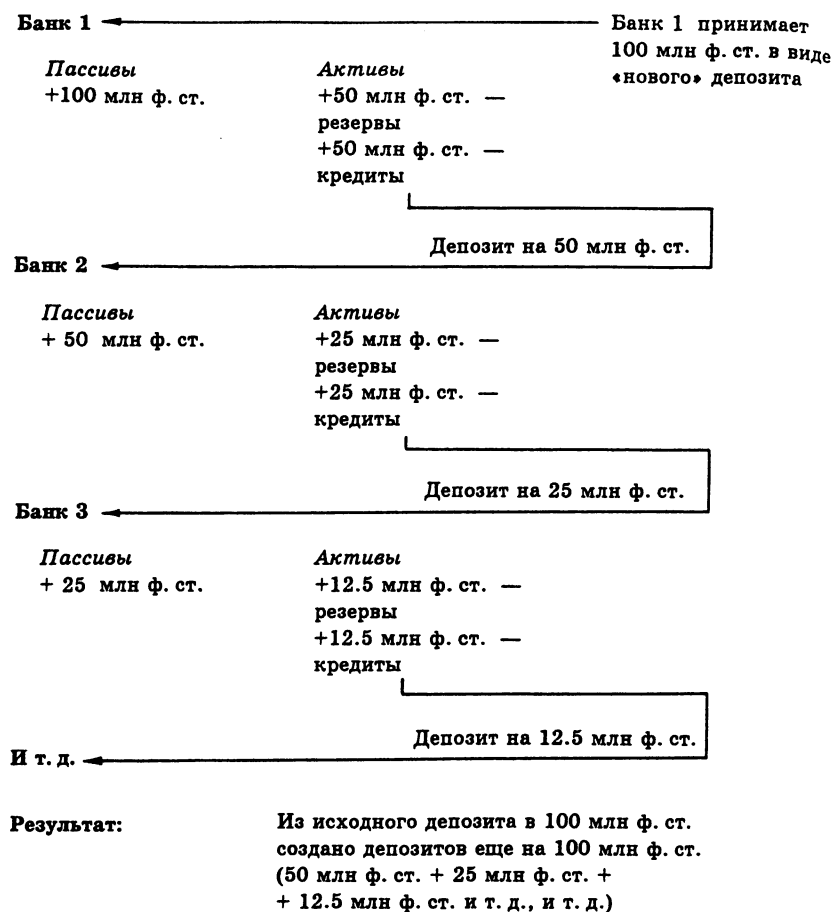 Банк 1
Банк 1 принимает
100 млн ф. ст. в виде
«нового» депозита
Пассивы
+100 млн ф. ст.
Активы
+50 млн ф. ст. —
резервы
+50 млн ф. ст. —
кредиты
Депозит на 50 млн ф. ст.
Банк 2
Пассивы
+ 50 млн ф. ст.
Активы
+25 млн ф. ст. —
резервы
+25 млн ф. ст. —
кредиты
Депозит на 25 млн ф. ст.
Банк 3
Пассивы
+ 25 млн ф. ст.
Активы
+12.5 млн ф. ст. —
резервы
+12.5 млн ф. ст. —
кредиты
Депозит на 12.5 млн ф. ст.
И т. д.
Результат:
Из исходного депозита в 100 млн ф. ст.
создано депозитов еще на 100 млн ф. ст.
(50 млн ф. ст. + 25 млн ф. ст. +
+ 12.5 млн ф. ст. и т. д., и т. д.)